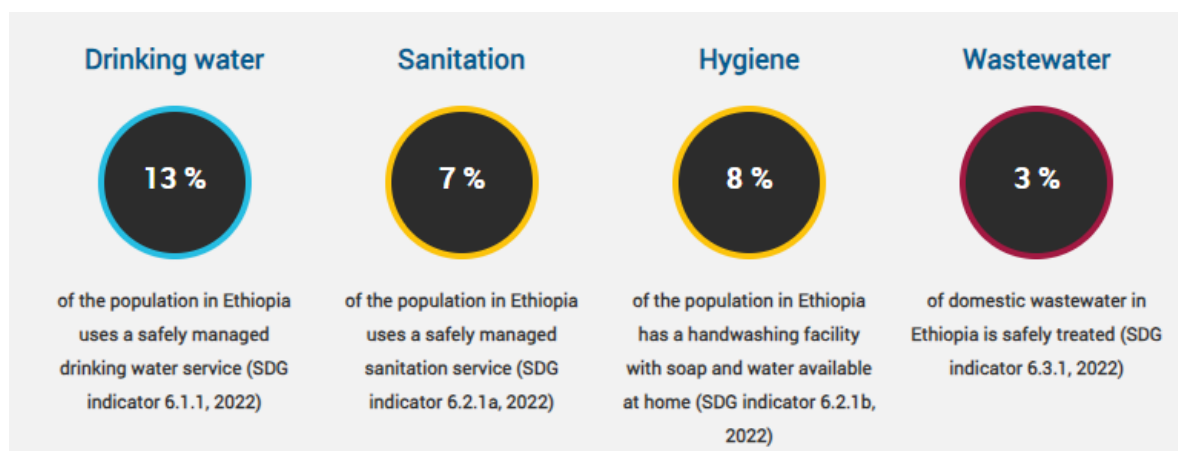 Drinking water
13 %
of the population in Ethiopia
uses a safely managed
drinking water service (SDG
indicator 6.1.1, 2022)
Sanitation
7 %
of the population in Ethiopia
uses a safely managed
sanitation service (SDG
indicator 6.2.1a, 2022)
Hygiene
8 %
of the population in Ethiopia
has a handwashing facility
with soap and water available
at home (SDG indicator 6.2.1b,
2022)
Wastewater
3 %
of domestic wastewater in
Ethiopia is safely treated (SDG
indicator 6.3.1, 2022)